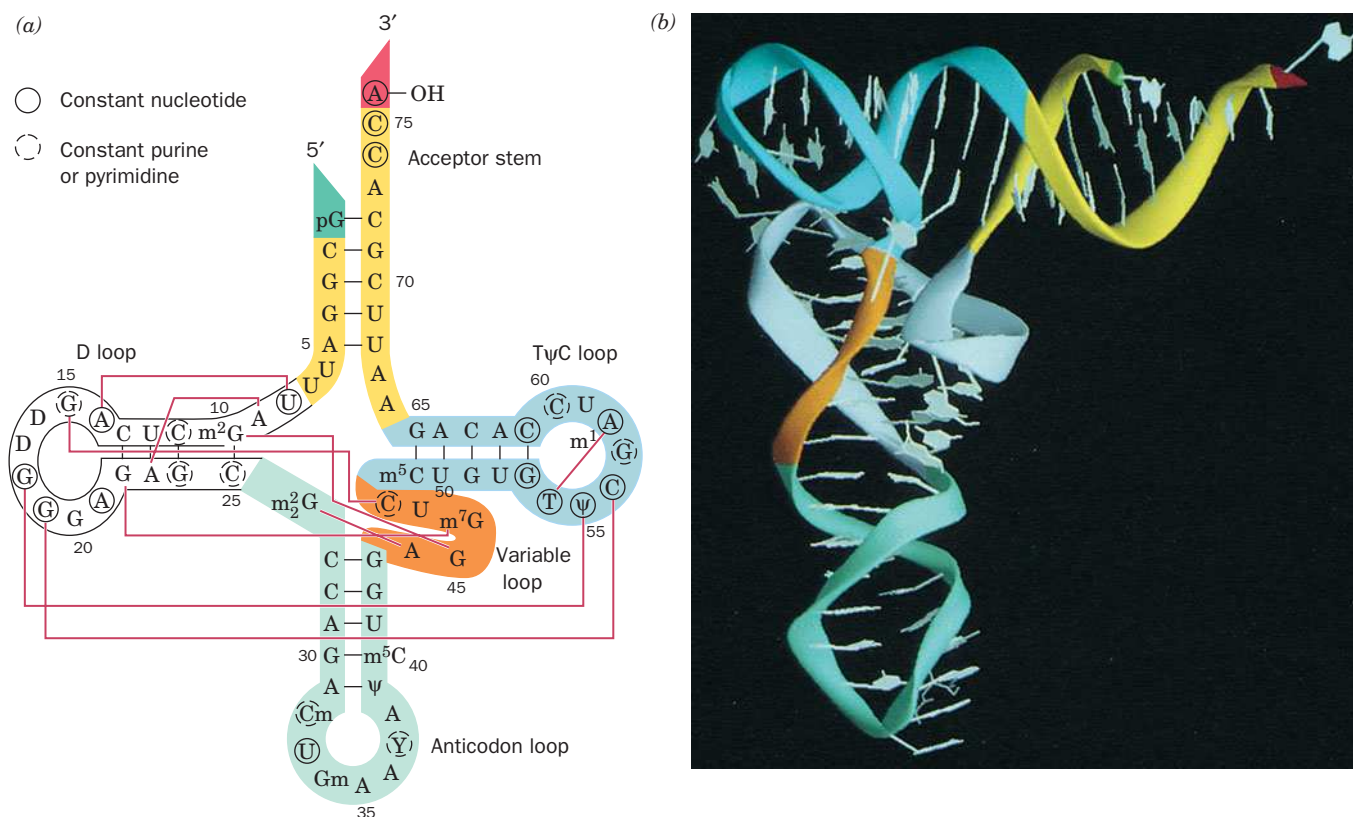 (a)
3′
Constant nucleotide
Constant purine
or pyrimidine
A—OH
C
75
C
Acceptor stem
5′
A
pG C
C G
G C
70
G U
5
A U
U A
U A
D loop
TψC loop
15
10
60
65
D
D
G
A
C U C m²G
A
U
G
G
G
A
G A G C
20
25
G A C A C
m⁵C U G U G
50
C
U
A
m¹
G
C
ψ
T
55
m²₂G
C U
m⁷G
A G
45
Variable
loop
C G
C G
A U
30
G m⁵C
40
A ψ
Cm A
U Y
Gm A A
35
Anticodon loop
(b)